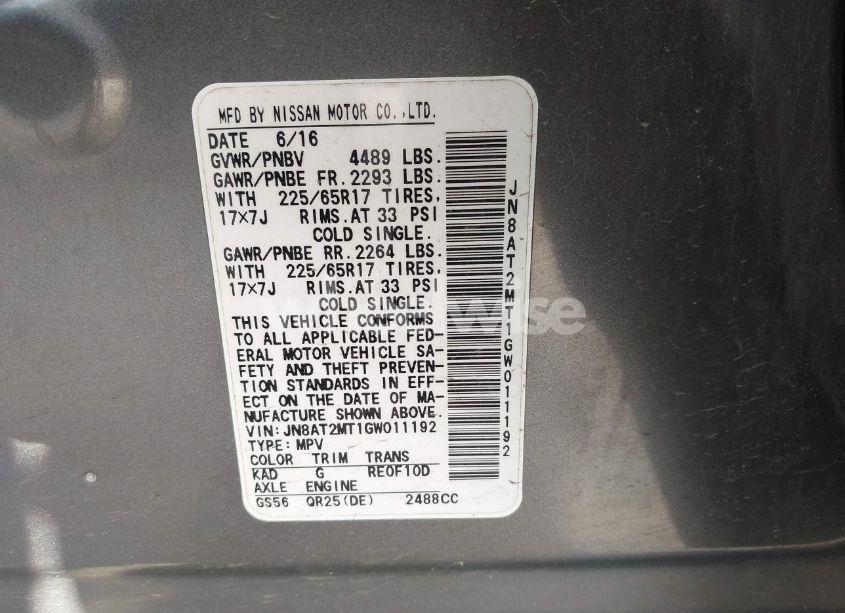 MFD BY NISSAN MOTOR CO.,LTD.
DATE 6/16
GVWR/PNBV 4489 LBS.
GAWR/PNBE FR. 2293 LBS.
WITH 225/65R17 TIRES,
17×7J RIMS.AT 33 PSI
COLD SINGLE.
GAWR/PNBE RR. 2264 LBS.
WITH 225/65R17 TIRES,
17×7J RIMS.AT 33 PSI
COLD SINGLE.
THIS VEHICLE CONFORMS
TO ALL APPLICABLE FED-
ERAL MOTOR VEHICLE SA-
FETY AND THEFT PREVEN-
TION STANDARDS IN EFF-
ECT ON THE DATE OF MA-
NUFACTURE SHOWN ABOVE.
VIN:JN8AT2MT1GW011192
TYPE:MPV
COLOR TRIM TRANS
KAD G RE0F10D
AXLE ENGINE
GS56 QR25(DE) 2488CC
JN8AT2MT1GW011192